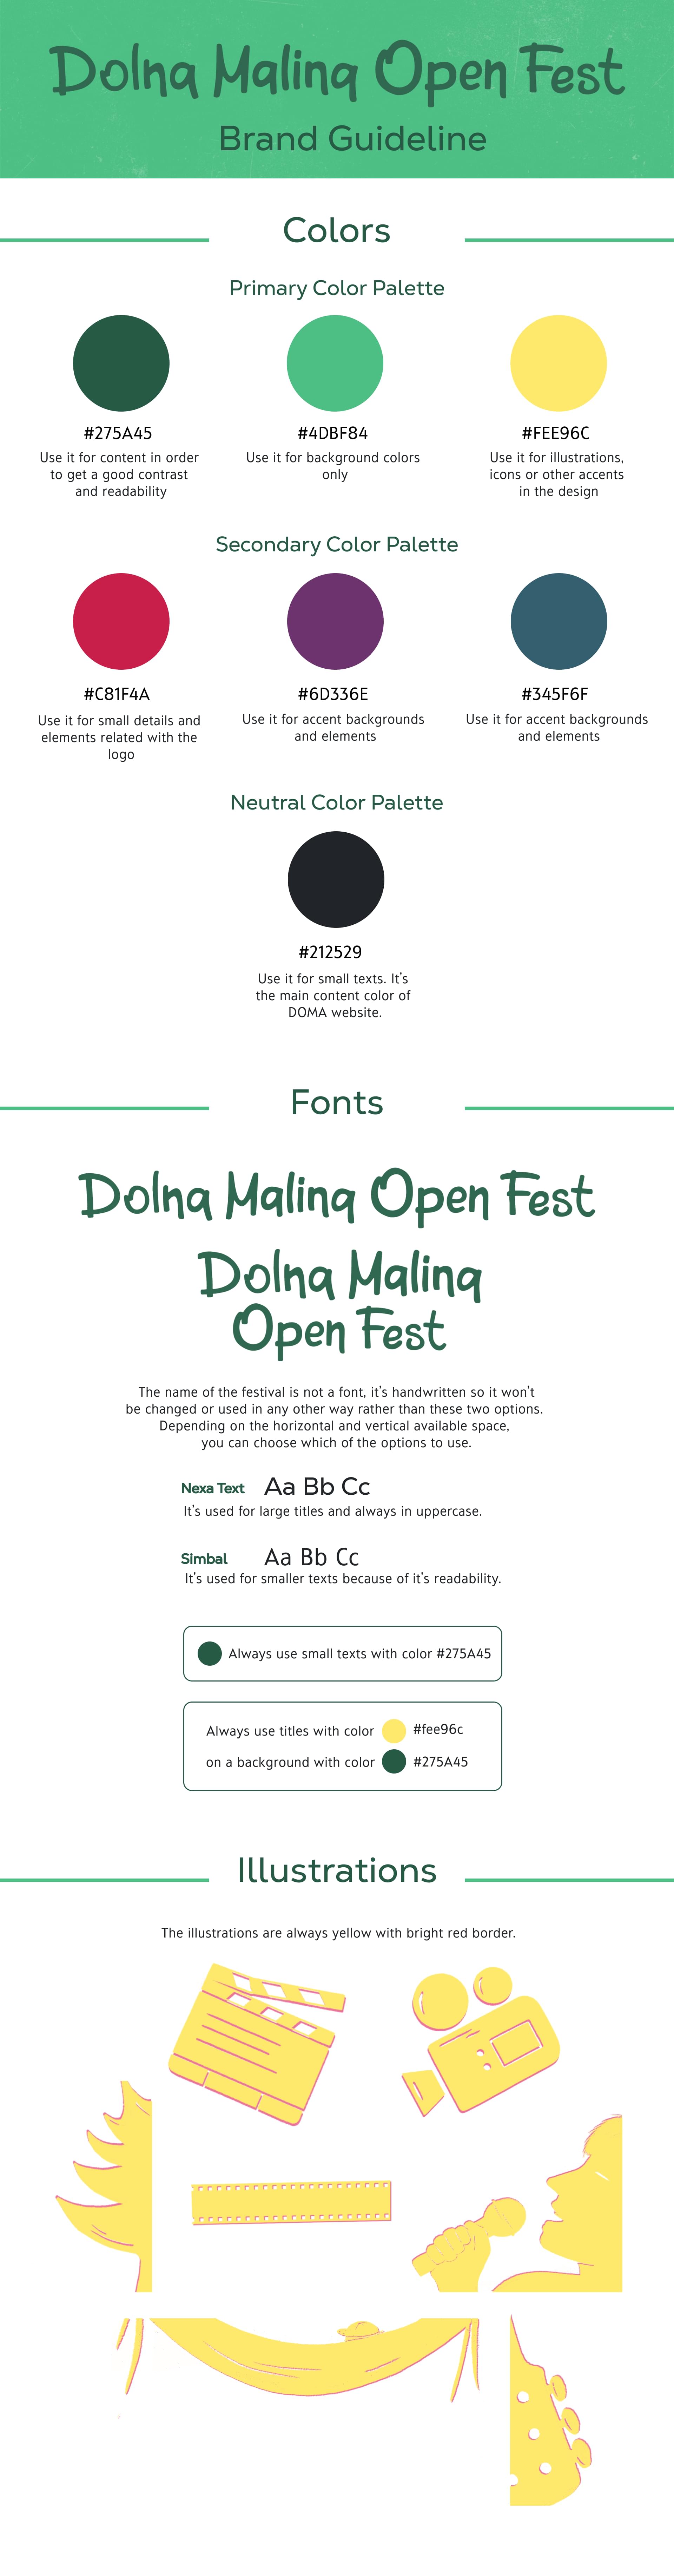 Dolna Malina Open Fest
Brand Guideline
Colors
Primary Color Palette
#275A45
Use it for content in order
to get a good contrast
and readability
#4DBF84
Use it for background colors
only
#FEE96C
Use it for illustrations,
icons or other accents
in the design
Secondary Color Palette
#C81F4A
Use it for small details and
elements related with the
logo
#6D336E
Use it for accent backgrounds
and elements
#345F6F
Use it for accent backgrounds
and elements
Neutral Color Palette
#212529
Use it for small texts. It's
the main content color of
DOMA website.
Fonts
Dolna Malina Open Fest
Dolna Malina
Open Fest
The name of the festival is not a font, it's handwritten so it won't
be changed or used in any other way rather than these two options.
Depending on the horizontal and vertical available space,
you can choose which of the options to use.
Nexa Text Aa Bb Cc
It's used for large titles and always in uppercase.
Simbal Aa Bb Cc
It's used for smaller texts because of it's readability.
Always use small texts with color #275A45
Always use titles with color #fee96c
on a background with color #275A45
Illustrations
The illustrations are always yellow with bright red border.